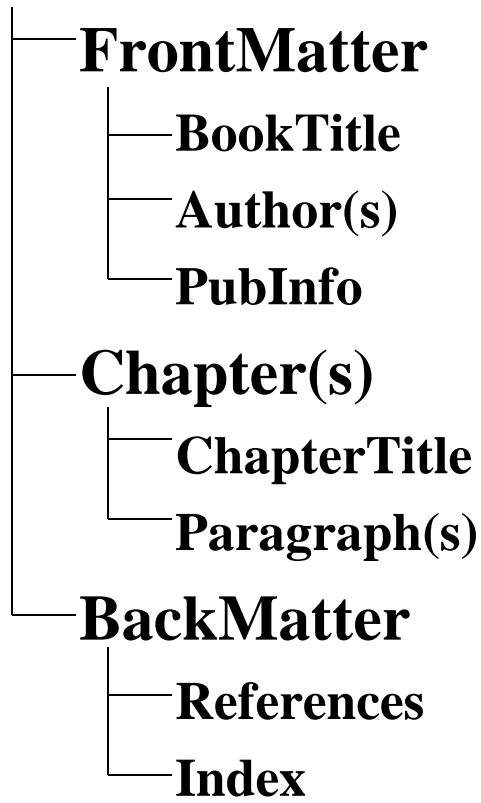 FrontMatter
BookTitle
Author(s)
PubInfo
Chapter(s)
ChapterTitle
Paragraph(s)
BackMatter
References
Index